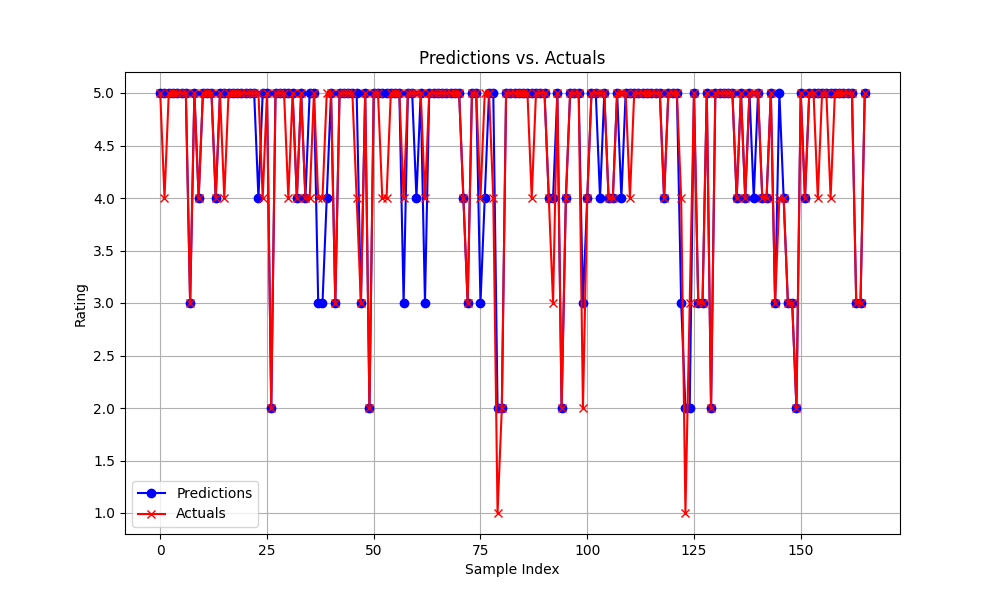 Predictions vs. Actuals
5.0
4.5
4.0
3.5
3.0
2.5
2.0
1.5
1.0
Rating
Predictions
Actuals
0 25 50 75 100 125 150
Sample Index